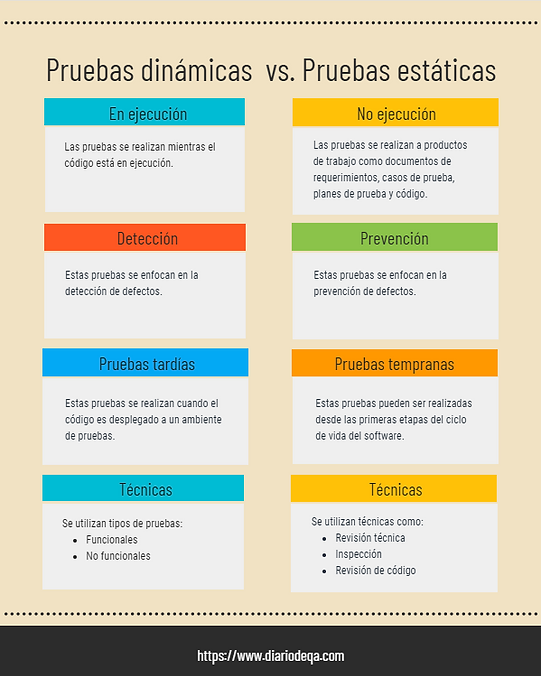 Pruebas dinámicas vs. Pruebas estáticas
En ejecución
Las pruebas se realizan mientras el
código está en ejecución.
No ejecución
Las pruebas se realizan a productos
de trabajo como documentos de
requerimientos, casos de prueba,
planes de prueba y código.
Detección
Estas pruebas se enfocan en la
detección de defectos.
Prevención
Estas pruebas se enfocan en la
prevención de defectos.
Pruebas tardías
Estas pruebas se realizan cuando el
código es desplegado a un ambiente
de pruebas.
Pruebas tempranas
Estas pruebas pueden ser realizadas
desde las primeras etapas del ciclo
de vida del software.
Técnicas
Se utilizan tipos de pruebas:
• Funcionales
• No funcionales
Técnicas
Se utilizan técnicas como:
• Revisión técnica
• Inspección
• Revisión de código
https://www.diariodeqa.com